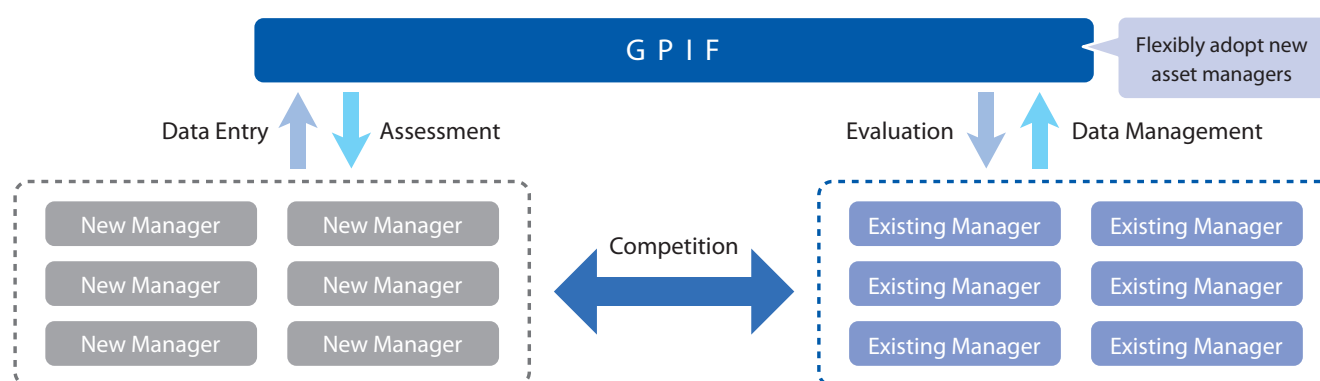 G P I F
Flexibly adopt new
asset managers
Data Entry
Assessment
Evaluation
Data Management
New Manager
New Manager
Existing Manager
Existing Manager
Competition
New Manager
New Manager
Existing Manager
Existing Manager
New Manager
New Manager
Existing Manager
Existing Manager